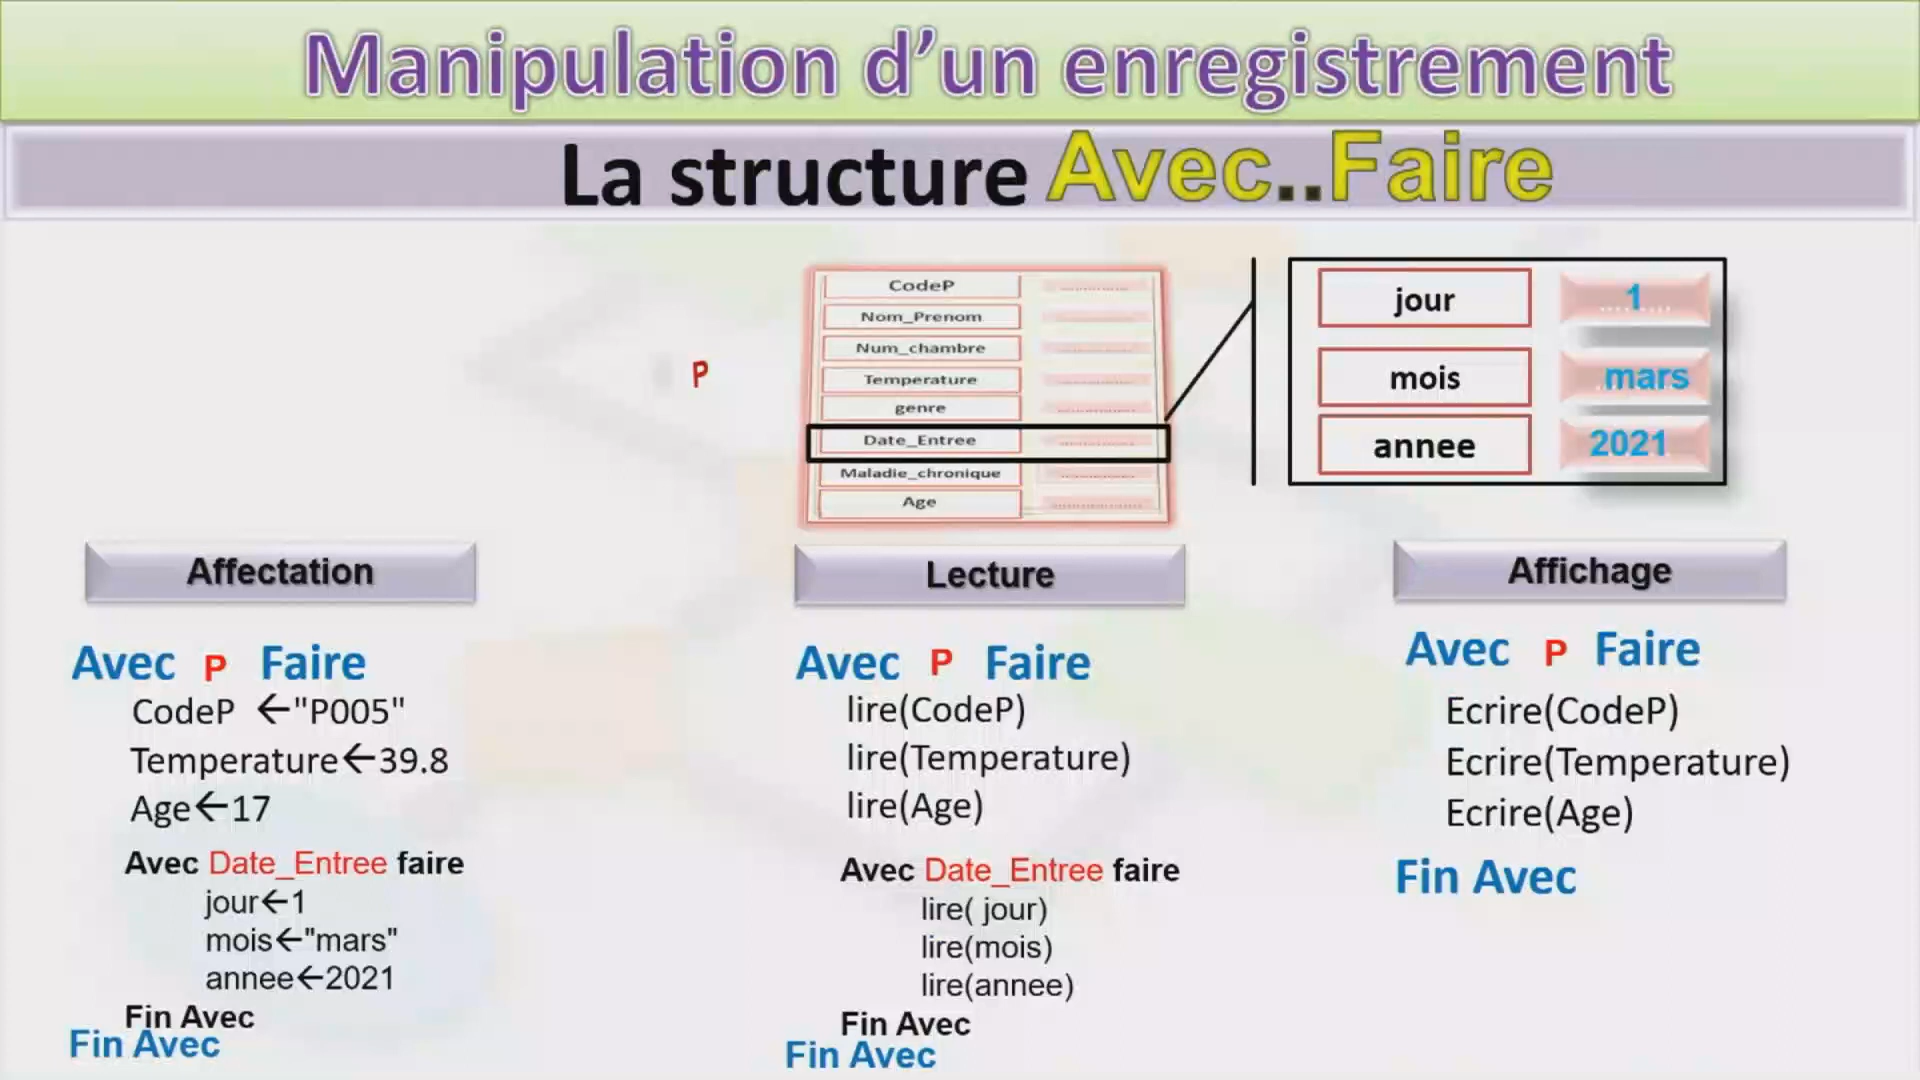 Manipulation d’un enregistrement
La structure Avec..Faire
P
CodeP
Nom_Prenom
Num_chambre
Temperature
genre
Date_Entree
Maladie_chronique
Age
jour 1
mois mars
annee 2021
Affectation
Avec P Faire
CodeP ←"P005"
Temperature←39.8
Age←17
Avec Date_Entree faire
jour←1
mois←"mars"
annee←2021
Fin Avec
Fin Avec
Lecture
Avec P Faire
lire(CodeP)
lire(Temperature)
lire(Age)
Avec Date_Entree faire
lire( jour)
lire(mois)
lire(annee)
Fin Avec
Fin Avec
Affichage
Avec P Faire
Ecrire(CodeP)
Ecrire(Temperature)
Ecrire(Age)
Fin Avec